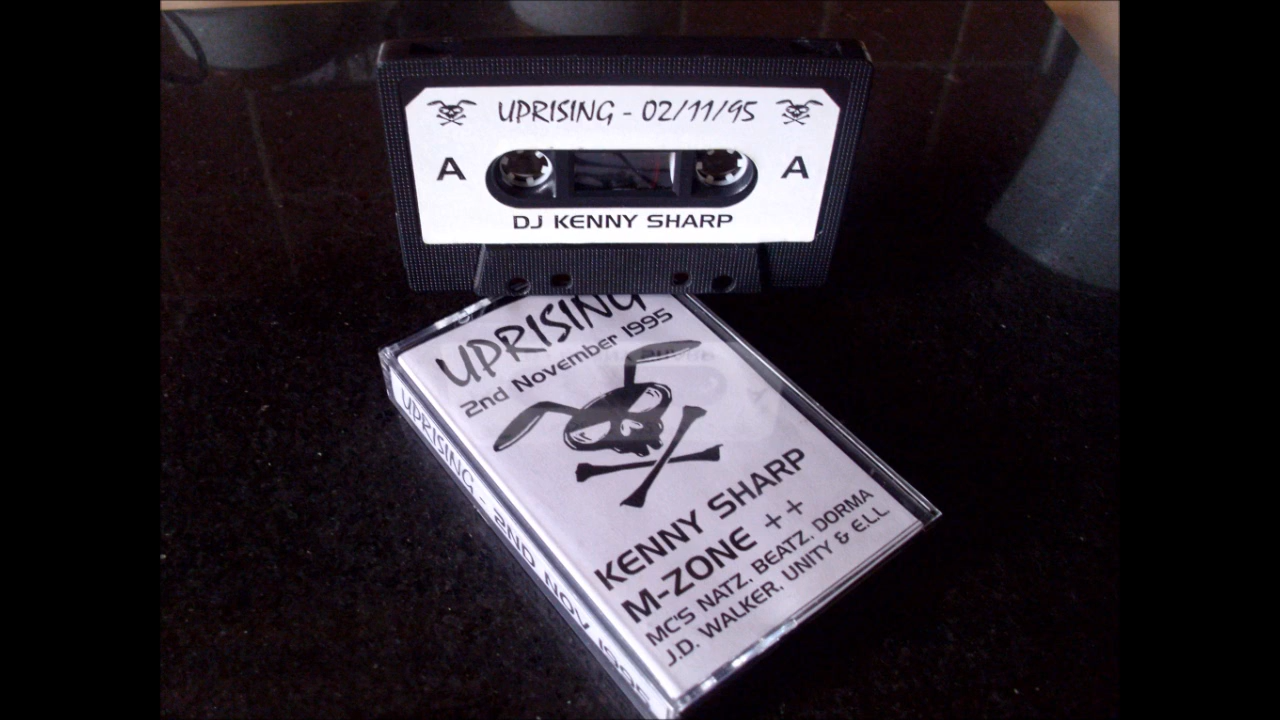 UPRISING - 02/11/95
A A
DJ KENNY SHARP
UPRISING
2nd November 1995
KENNY SHARP
M-ZONE ++
MC'S NATZ, BEATZ, DORMA
J.D. WALKER, UNITY & E.L.L
UPRISING - 2ND NOV 1995